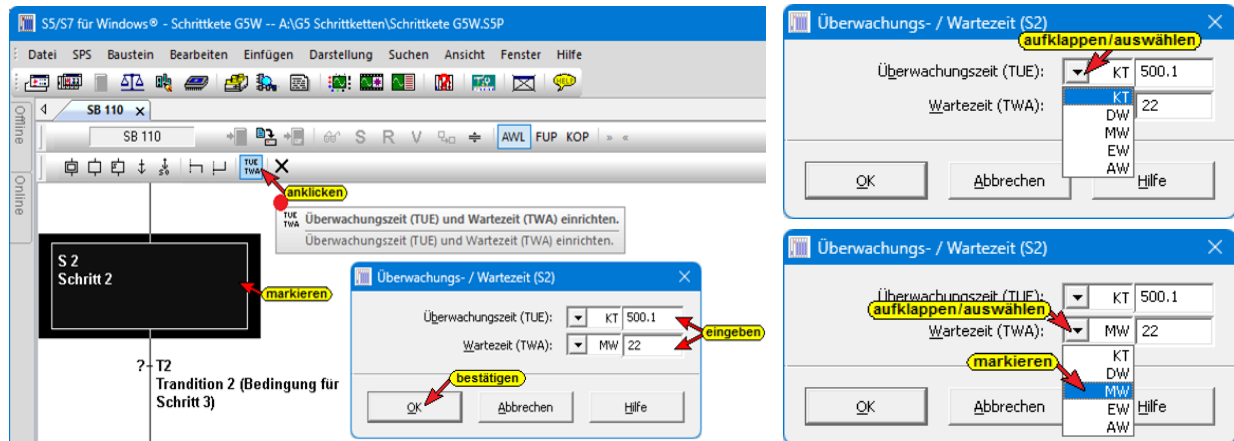 S5/S7 für Windows® - Schrittkete G5W -- A:\G5 Schrittketten\Schrittkete G5W.S5P
Datei SPS Baustein Bearbeiten Einfügen Darstellung Suchen Ansicht Fenster Hilfe
HELP
Offline
Online
SB 110 x
SB 110
S R V AWL FUP KOP » «
TUE
TWA
anklicken
TUE
TWA
Überwachungszeit (TUE) und Wartezeit (TWA) einrichten.
Überwachungszeit (TUE) und Wartezeit (TWA) einrichten.
S 2
Schritt 2
markieren
?- T2
Trandition 2 (Bedingung für
Schritt 3)
Überwachungs- / Wartezeit (S2)
Überwachungszeit (TUE): KT 500.1
eingeben
Wartezeit (TWA): MW 22
bestätigen
OK Abbrechen Hilfe
Überwachungs- / Wartezeit (S2)
aufklappen/auswählen
Überwachungszeit (TUE): KT 500.1
Wartezeit (TWA): 22
KT
DW
MW
EW
AW
OK Abbrechen Hilfe
Überwachungs- / Wartezeit (S2)
Überwachungszeit (TUE): KT 500.1
aufklappen/auswählen
Wartezeit (TWA): MW 22
markieren
KT
DW
MW
EW
AW
OK Abbrechen Hilfe